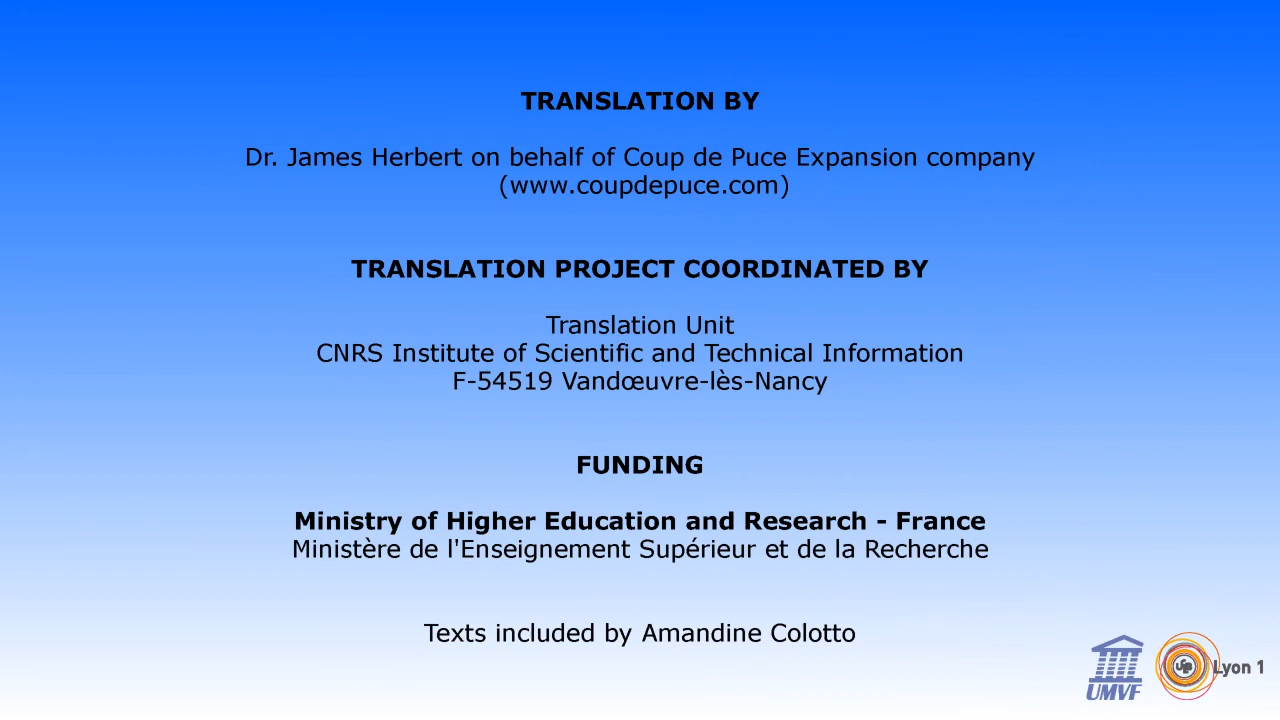 TRANSLATION BY
Dr. James Herbert on behalf of Coup de Puce Expansion company
(www.coupdepuce.com)
TRANSLATION PROJECT COORDINATED BY
Translation Unit
CNRS Institute of Scientific and Technical Information
F-54519 Vandœuvre-lès-Nancy
FUNDING
Ministry of Higher Education and Research - France
Ministère de l'Enseignement Supérieur et de la Recherche
Texts included by Amandine Colotto
UMVF
Lyon 1